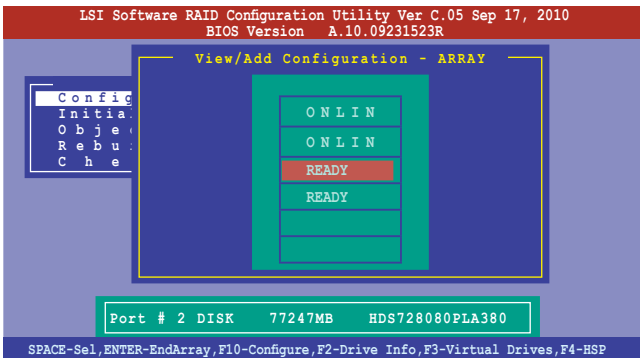 LSI Software RAID Configuration Utility Ver C.05 Sep 17, 2010
BIOS Version A.10.09231523R
View/Add Configuration - ARRAY
Config
Initia
Objec
Rebu
Che
ONLIN
ONLIN
READY
READY
Port # 2 DISK 77247MB HDS728080PLA380
SPACE-Sel,ENTER-EndArray,F10-Configure,F2-Drive Info,F3-Virtual Drives,F4-HSP